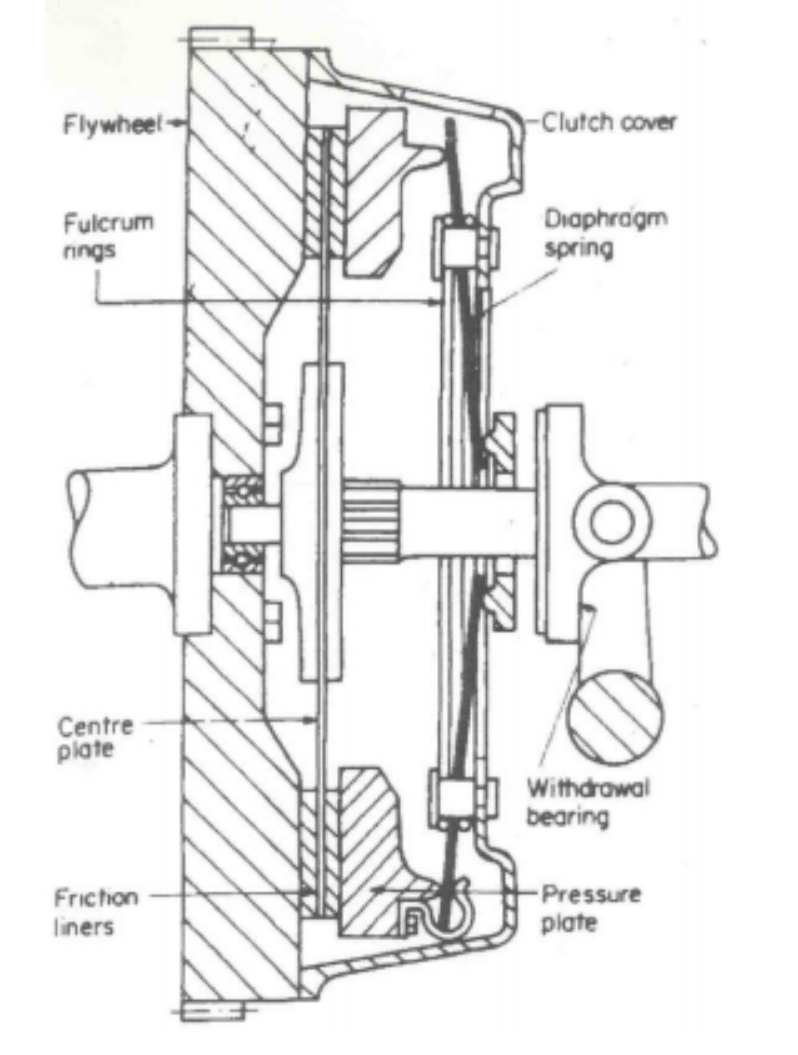 Flywheel
Clutch cover
Fulcrum
rings
Diaphragm
spring
Centre
plate
Withdrawal
bearing
Friction
liners
Pressure
plate